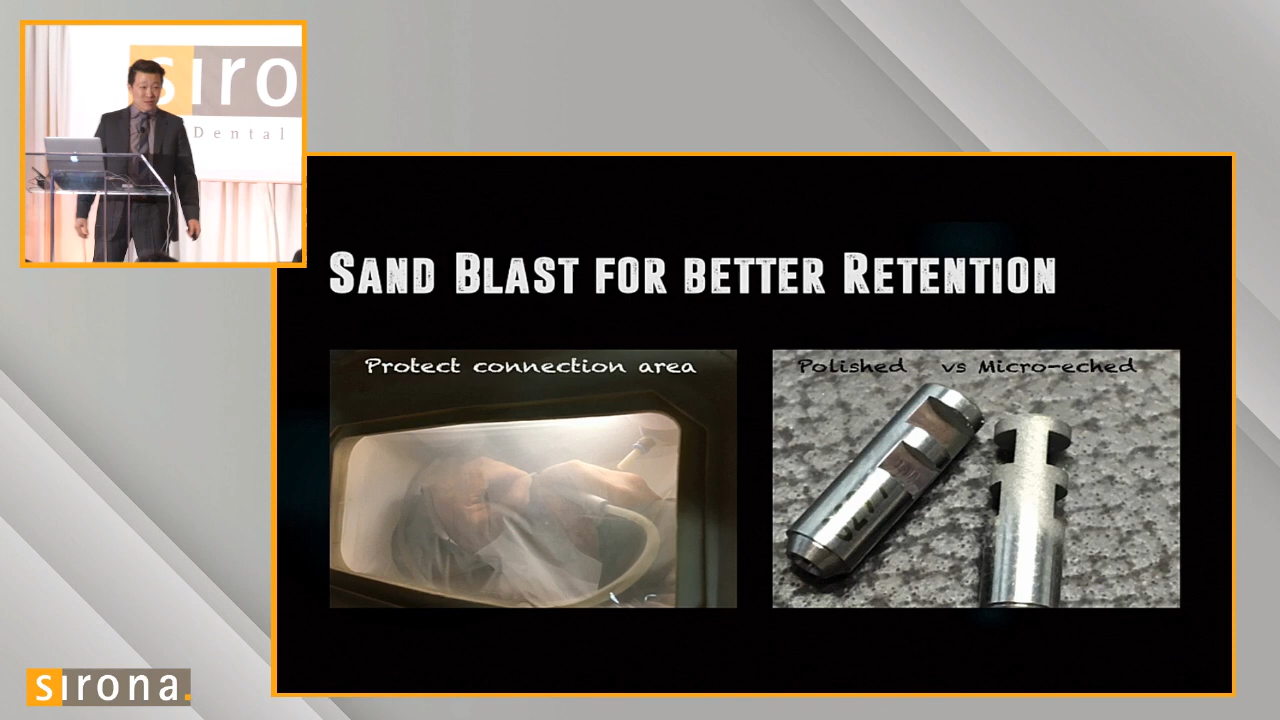 siro
Dental
SAND BLAST FOR BETTER RETENTION
Protect connection area
Polished vs Micro-eched
sirona.